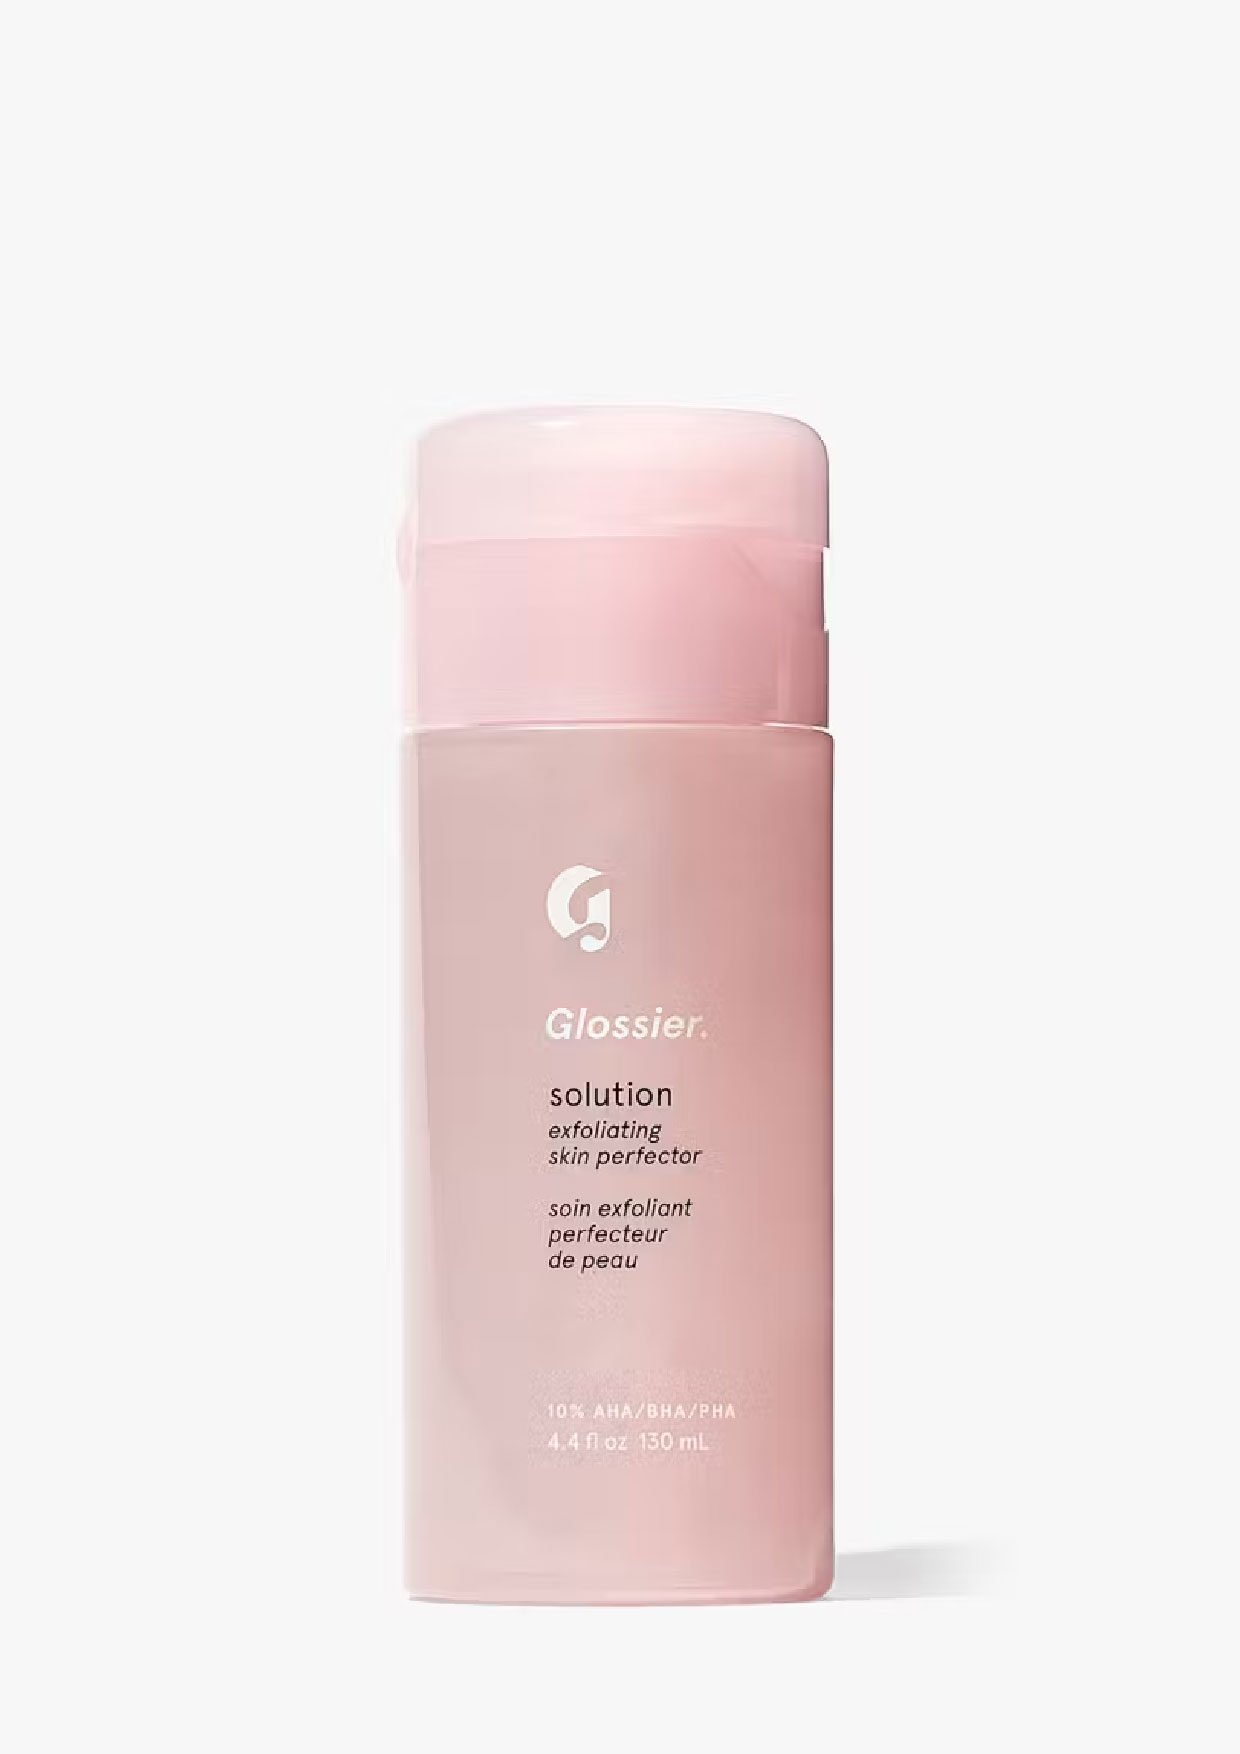 G
Glossier.
solution
exfoliating
skin perfector
soin exfoliant
perfecteur
de peau
10% AHA/BHA/PHA
4.4 fl oz 130 mL